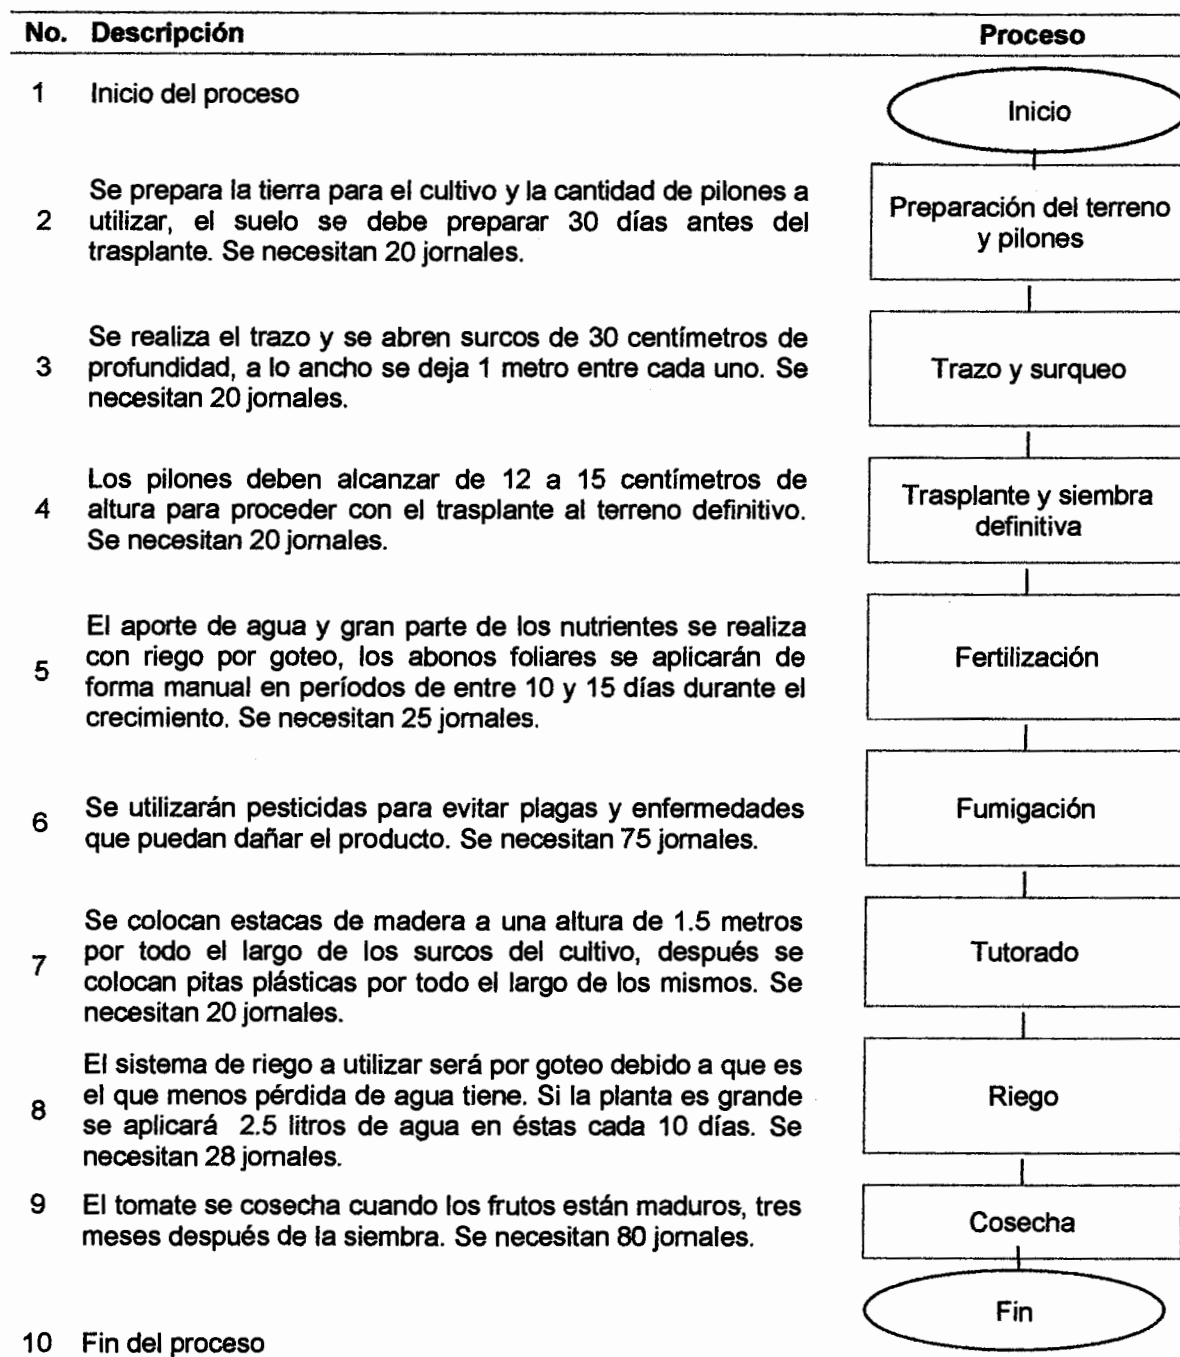 No. Descripción Proceso
1 Inicio del proceso
Inicio
Se prepara la tierra para el cultivo y la cantidad de pilones a
2 utilizar, el suelo se debe preparar 30 días antes del
trasplante. Se necesitan 20 jornales.
Preparación del terreno
y pilones
Se realiza el trazo y se abren surcos de 30 centímetros de
3 profundidad, a lo ancho se deja 1 metro entre cada uno. Se
necesitan 20 jornales.
Trazo y surqueo
Los pilones deben alcanzar de 12 a 15 centímetros de
4 altura para proceder con el trasplante al terreno definitivo.
Se necesitan 20 jornales.
Trasplante y siembra
definitiva
El aporte de agua y gran parte de los nutrientes se realiza
5 con riego por goteo, los abonos foliares se aplicarán de
forma manual en períodos de entre 10 y 15 días durante el
crecimiento. Se necesitan 25 jornales.
Fertilización
6 Se utilizarán pesticidas para evitar plagas y enfermedades
que puedan dañar el producto. Se necesitan 75 jornales.
Fumigación
Se colocan estacas de madera a una altura de 1.5 metros
7 por todo el largo de los surcos del cultivo, después se
colocan pitas plásticas por todo el largo de los mismos. Se
necesitan 20 jornales.
Tutorado
El sistema de riego a utilizar será por goteo debido a que es
8 el que menos pérdida de agua tiene. Si la planta es grande
se aplicará 2.5 litros de agua en éstas cada 10 días. Se
necesitan 28 jornales.
Riego
9 El tomate se cosecha cuando los frutos están maduros, tres
meses después de la siembra. Se necesitan 80 jornales.
Cosecha
Fin
10 Fin del proceso